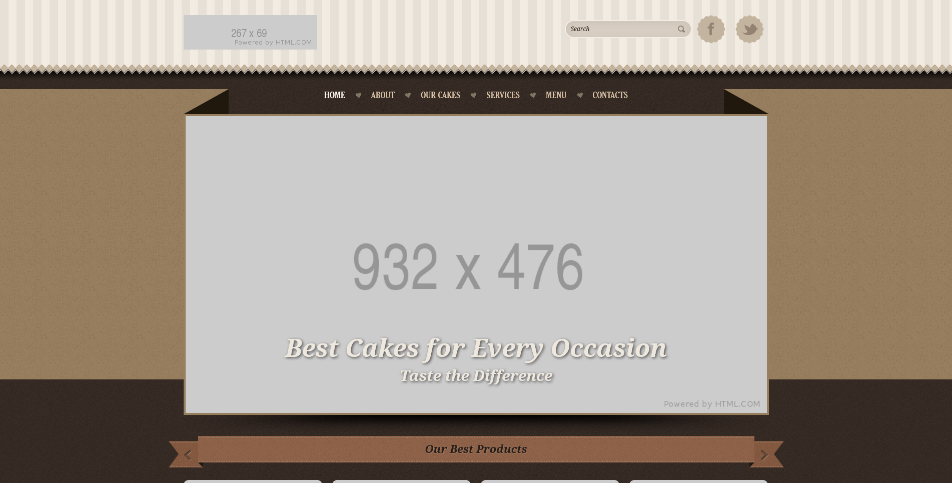 267 x 69
Powered by HTML.COM
Search
HOME ABOUT OUR CAKES SERVICES MENU CONTACTS
932 x 476
Best Cakes for Every Occasion
Taste the Difference
Powered by HTML.COM
Our Best Products